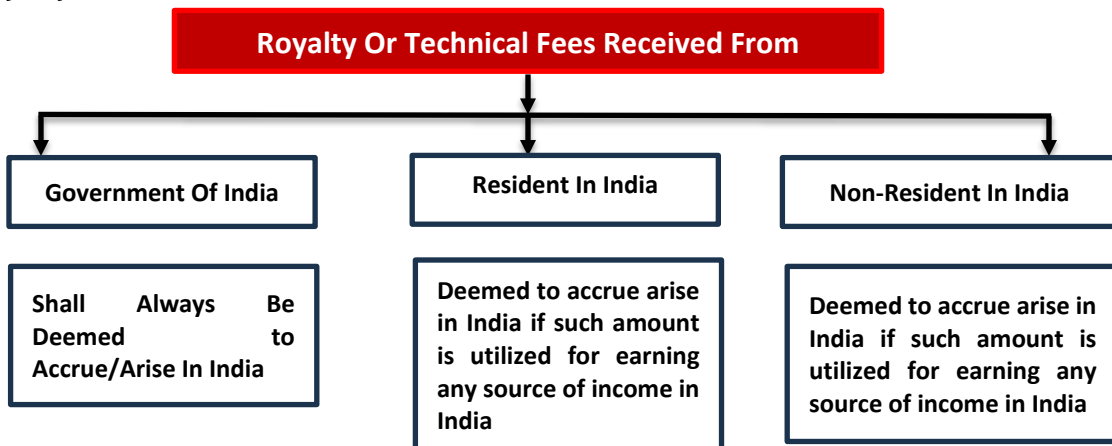 Royalty Or Technical Fees Received From
Government Of India
Resident In India
Non-Resident In India
Shall Always Be
Deemed to
Accrue/Arise In India
Deemed to accrue arise
in India if such amount
is utilized for earning
any source of income in
India
Deemed to accrue arise in
India if such amount is
utilized for earning any
source of income in India